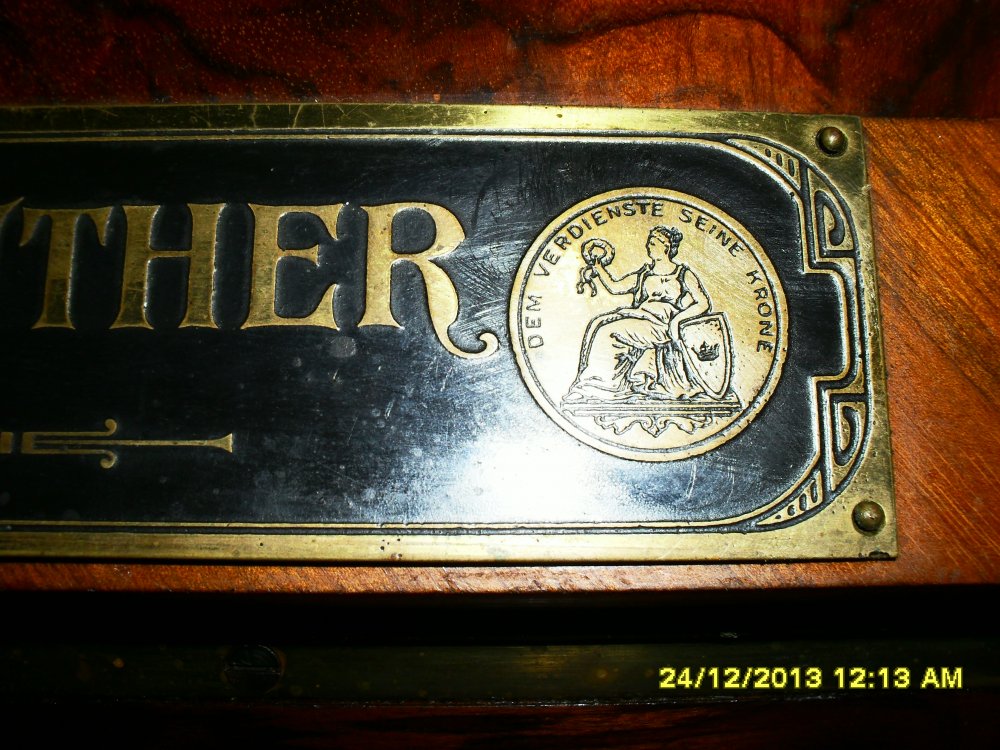 THER
DEM VERDIENSTE SEINE KRONE
24/12/2013 12:13 AM